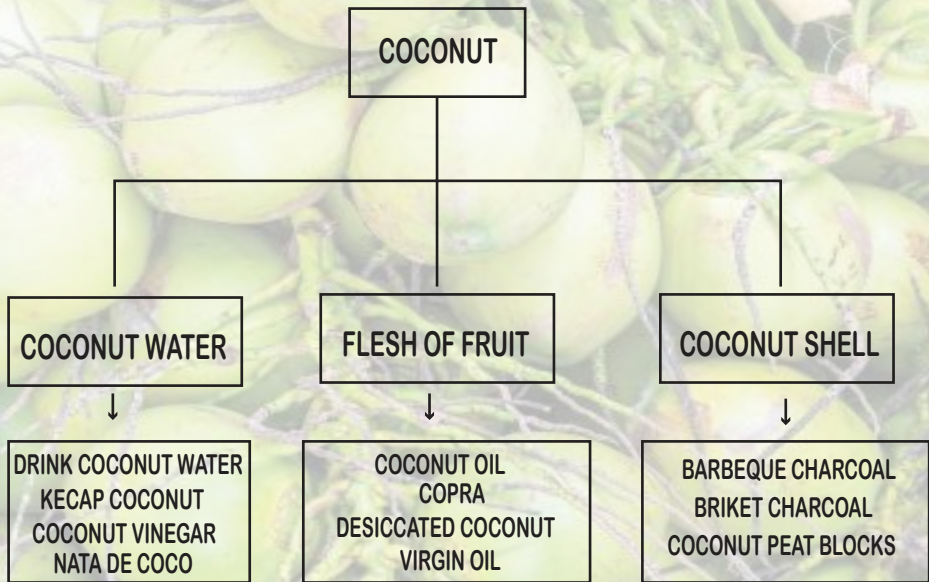 COCONUT
COCONUT WATER
FLESH OF FRUIT
COCONUT SHELL
DRINK COCONUT WATER
KECAP COCONUT
COCONUT VINEGAR
NATA DE COCO
COCONUT OIL
COPRA
DESICCATED COCONUT
VIRGIN OIL
BARBEQUE CHARCOAL
BRIKET CHARCOAL
COCONUT PEAT BLOCKS